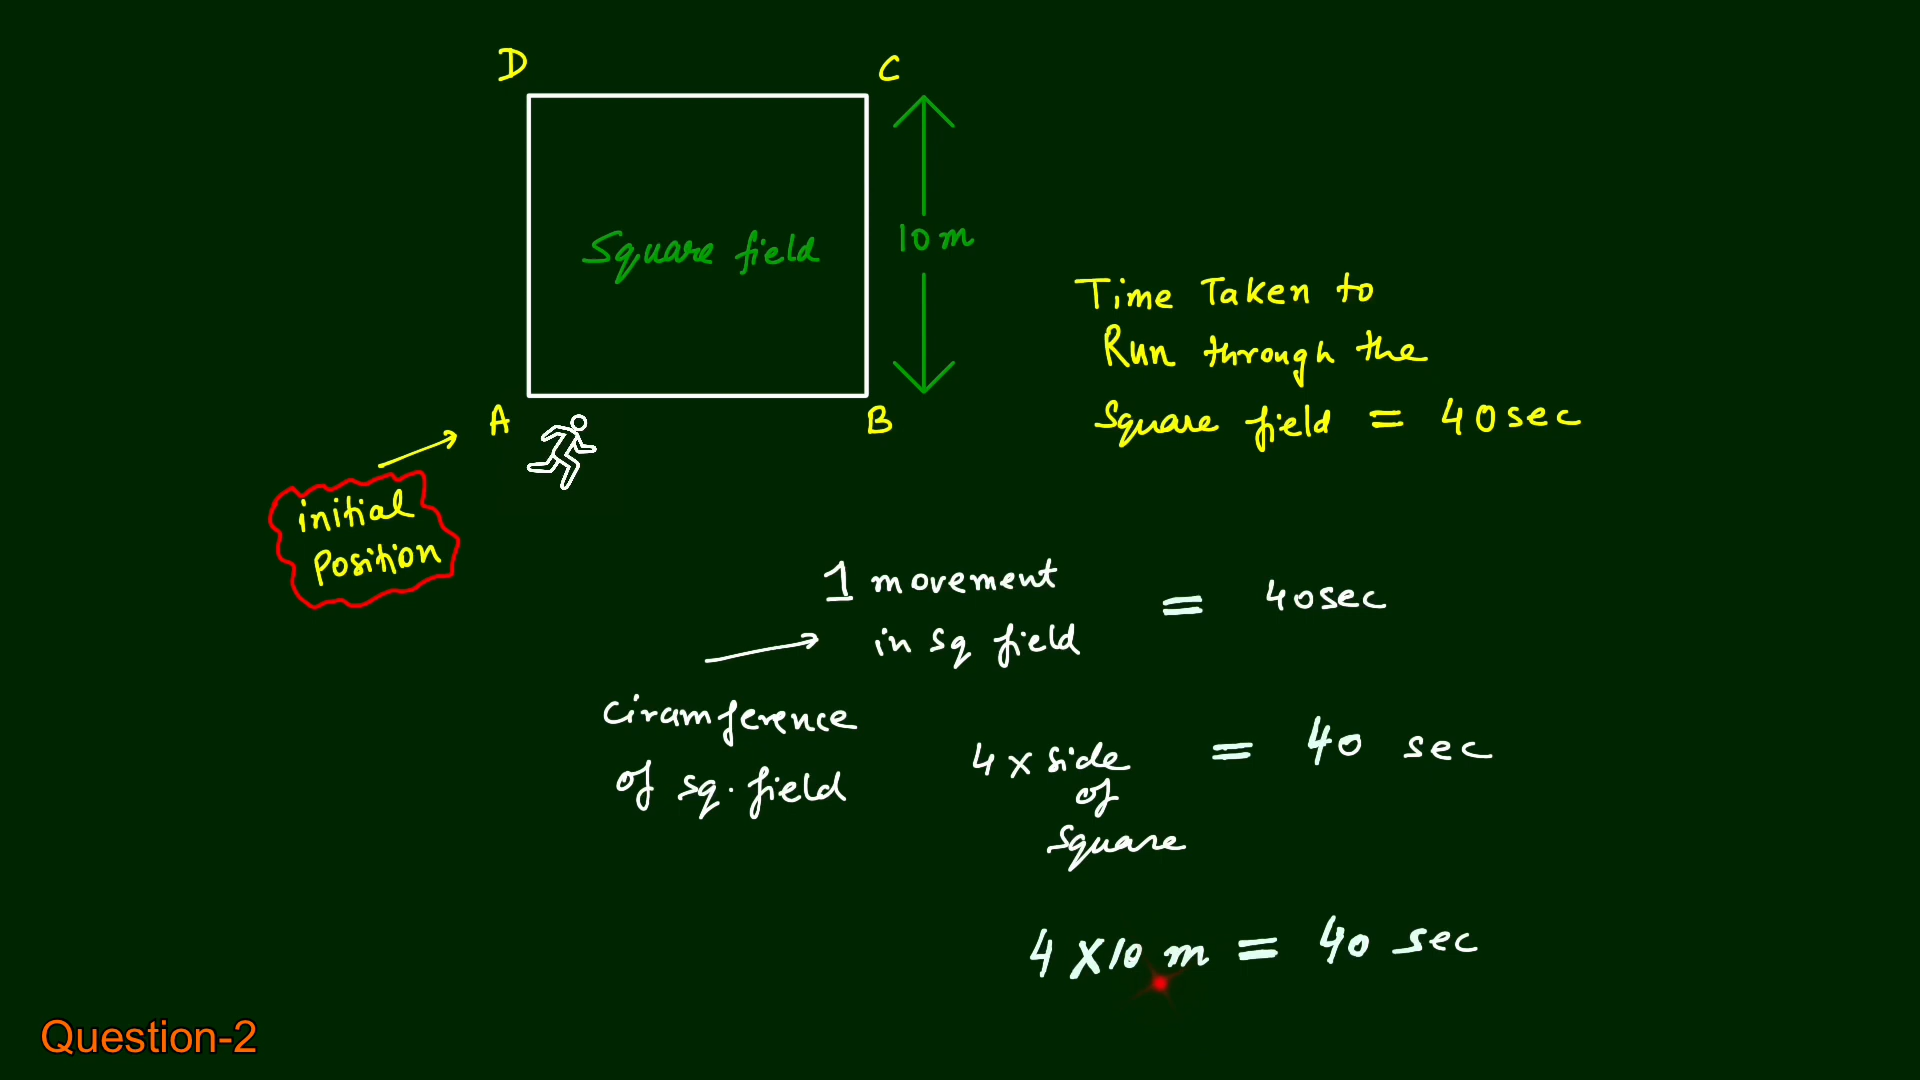 D
C
Square field
10 m
Time Taken to
Run through the
Square field = 40sec
A
B
initial
Position
1 movement
in sq field
= 40sec
circumference
of sq. field
4 x side
of
square
= 40 sec
4 X 10 m = 40 sec
Question-2